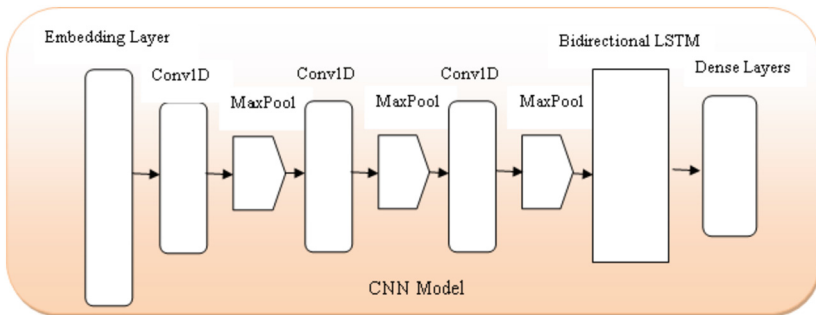 Embedding Layer
Conv1D
MaxPool
Conv1D
MaxPool
Conv1D
MaxPool
Bidirectional LSTM
Dense Layers
CNN Model